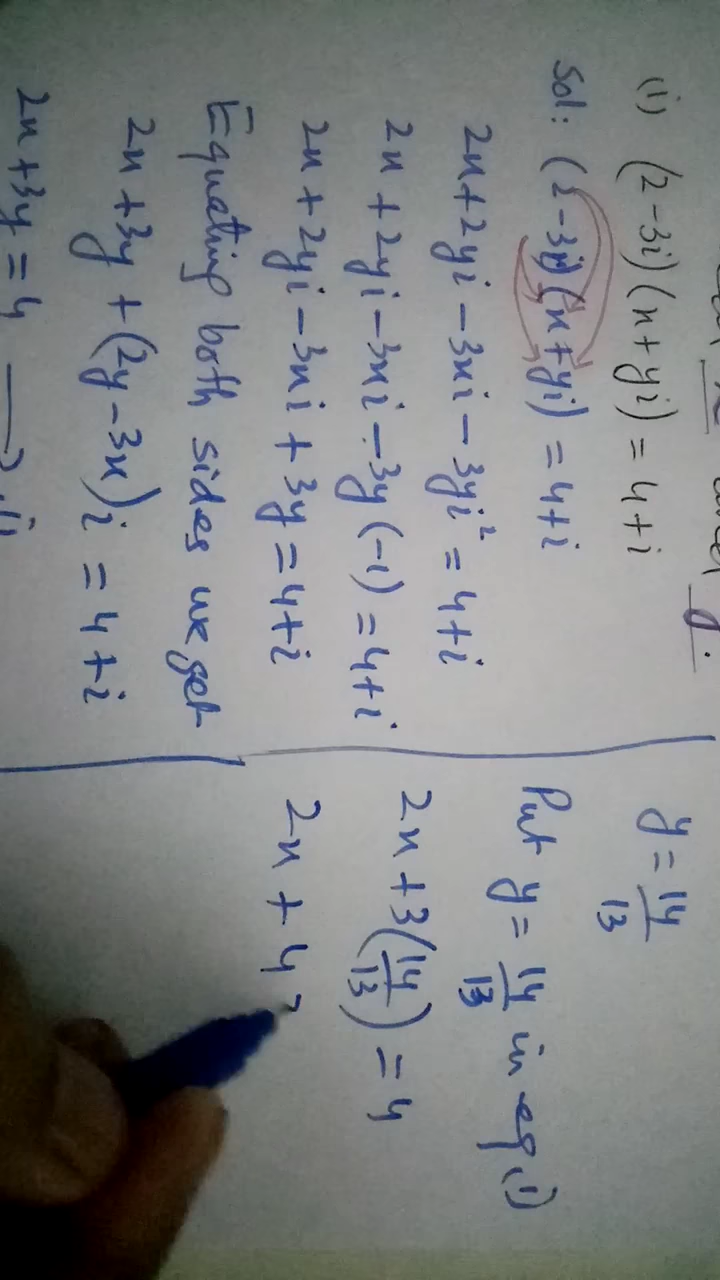 y.
(i) (2-3i)(x+yi) = 4+i
Sol: (2-3i)(x+yi) = 4+i
2x+2yi-3xi-3yi² = 4+i
2x+2yi-3xi-3y(-1) = 4+i
2x+2yi-3xi+3y = 4+i
Equating both sides we get
2x+3y+(2y-3x)i = 4+i
2x+3y = 4 →
y = 14/13
Put y = 14/13 in eq (1)
2x+3(14/13) = 4
2x + 4